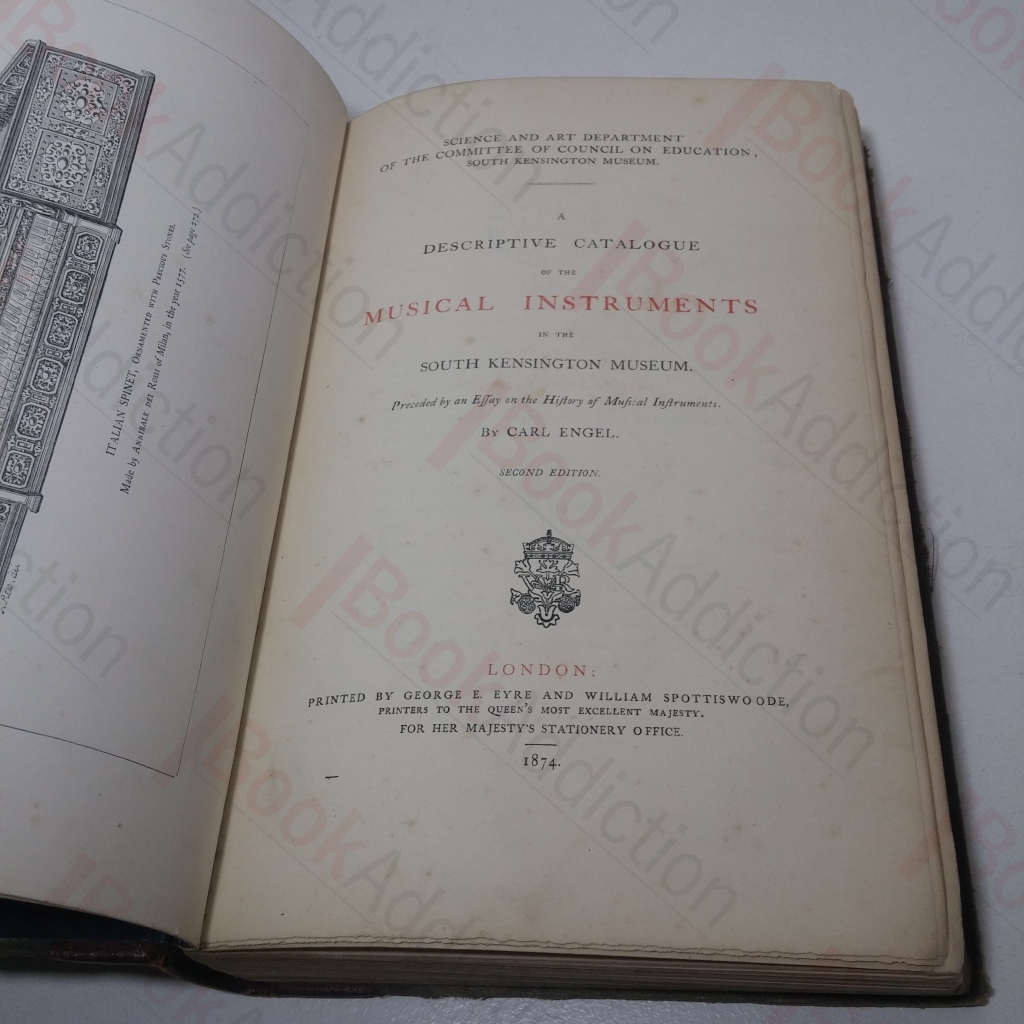 ITALIAN SPINET, ORNAMENTED WITH PRECIOUS STONES.
Made by ANNIBALE DEI ROSSI of Milan, in the year 1577. (See page 272.)
SCIENCE AND ART DEPARTMENT
OF THE COMMITTEE OF COUNCIL ON EDUCATION,
SOUTH KENSINGTON MUSEUM.
A
DESCRIPTIVE CATALOGUE
OF THE
MUSICAL INSTRUMENTS
IN THE
SOUTH KENSINGTON MUSEUM.
Preceded by an Eſſay on the Hiſtory of Muſical Inſtruments.
BY CARL ENGEL.
SECOND EDITION.
VR
LONDON:
PRINTED BY GEORGE E. EYRE AND WILLIAM SPOTTISWOODE,
PRINTERS TO THE QUEEN'S MOST EXCELLENT MAJESTY.
FOR HER MAJESTY'S STATIONERY OFFICE.
1874.
BookAddiction